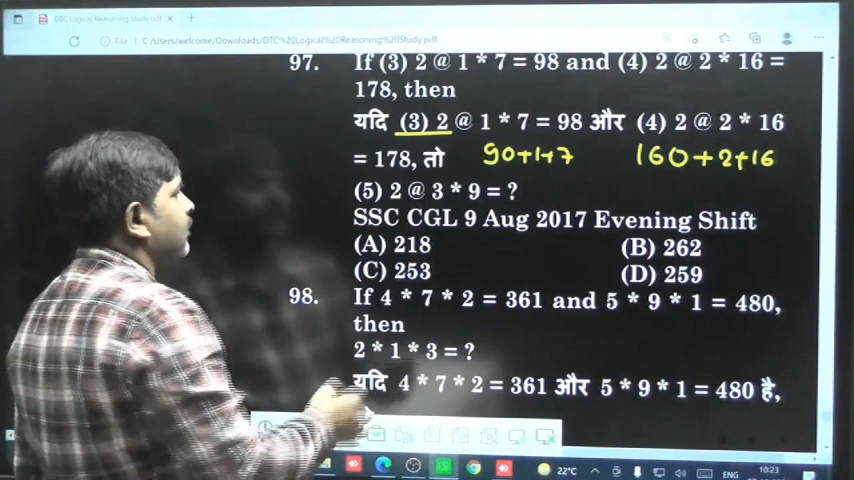 DTC Logical Reasoning Study.pdf
File | C:/Users/welcome/Downloads/DTC%20Logical%20Reasoning%20Study.pdf
97. If (3) 2 @ 1 * 7 = 98 and (4) 2 @ 2 * 16 =
178, then
यदि (3) 2 @ 1 * 7 = 98 और (4) 2 @ 2 * 16
= 178, तो 90+1+7 160+2+16
(5) 2 @ 3 * 9 = ?
SSC CGL 9 Aug 2017 Evening Shift
(A) 218 (B) 262
(C) 253 (D) 259
98. If 4 * 7 * 2 = 361 and 5 * 9 * 1 = 480,
then
2 * 1 * 3 = ?
यदि 4 * 7 * 2 = 361 और 5 * 9 * 1 = 480 है,
22°C ENG 10:23